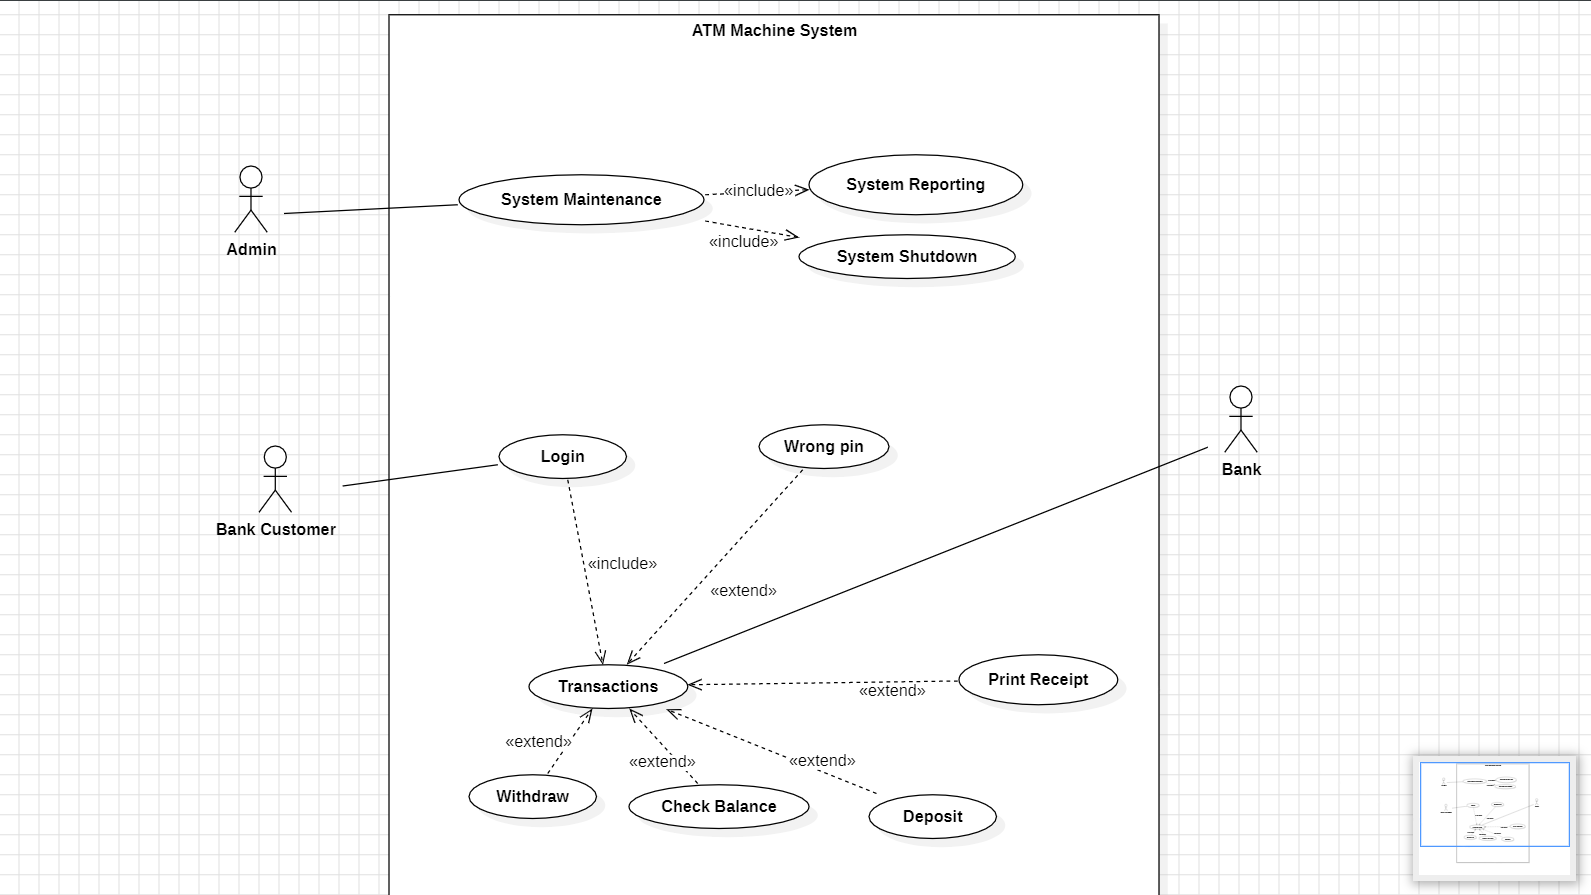 ATM Machine System
System Maintenance
«include»
System Reporting
«include»
System Shutdown
Admin
Login
Wrong pin
Bank
Bank Customer
«include»
«extend»
Transactions
«extend»
Print Receipt
«extend»
«extend»
«extend»
Withdraw
Check Balance
Deposit